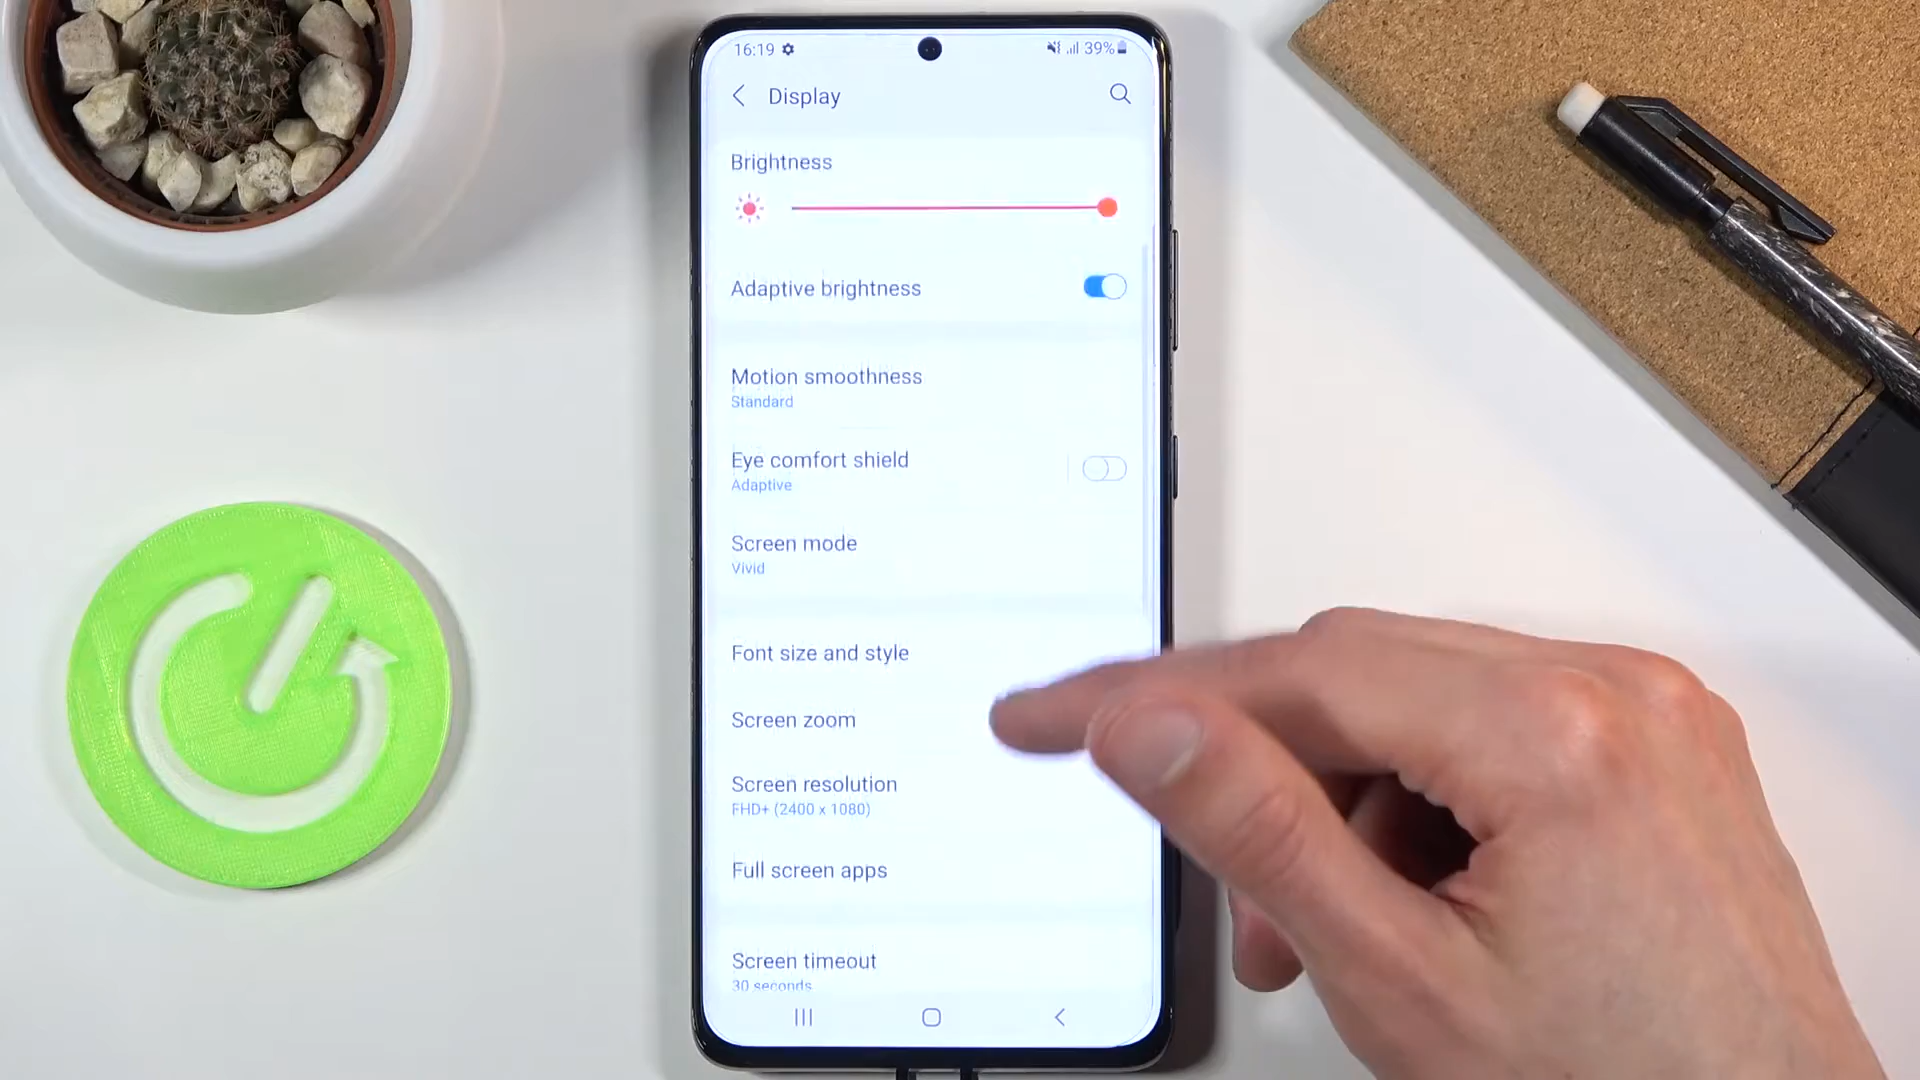 16:19
39%
Display
Brightness
Adaptive brightness
Motion smoothness
Standard
Eye comfort shield
Adaptive
Screen mode
Vivid
Font size and style
Screen zoom
Screen resolution
FHD+ (2400 x 1080)
Full screen apps
Screen timeout
30 seconds